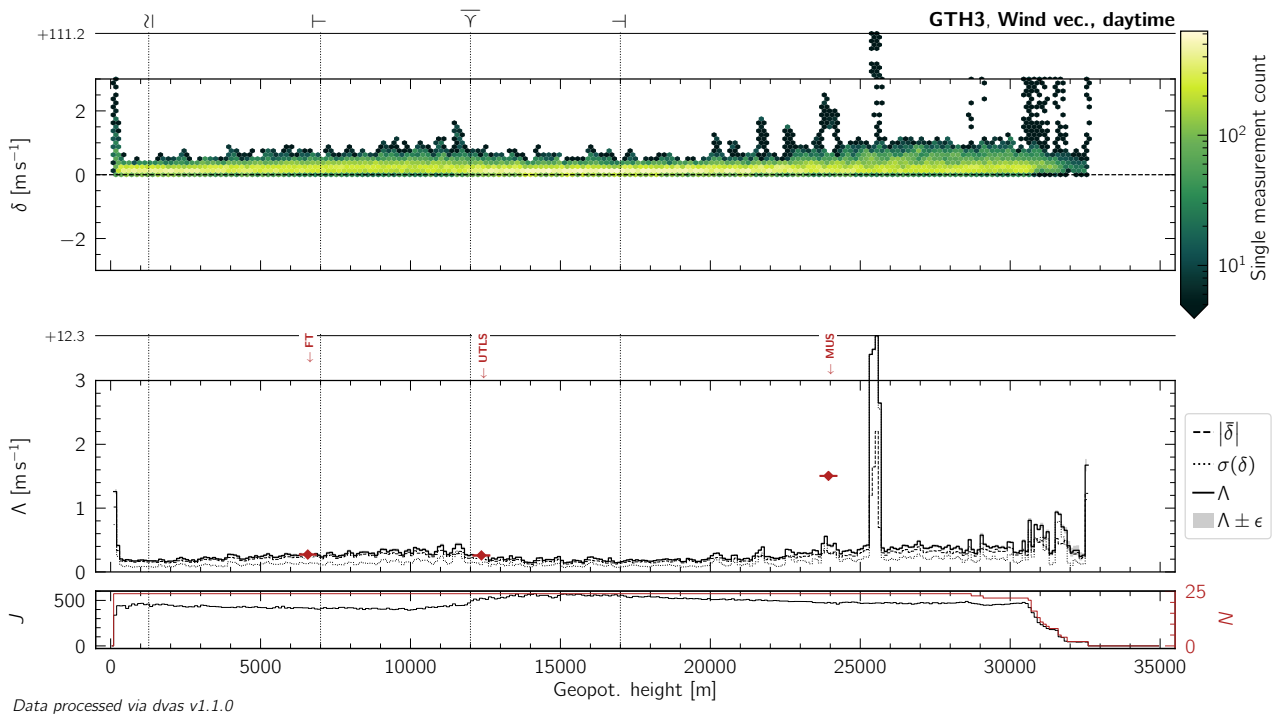 GTH3, Wind vec., daytime
+111.2
2
0
−2
δ [m s⁻¹]
10²
10¹
Single measurement count
+12.3
← FT
← UTLS
← MUS
3
2
1
0
Λ [m s⁻¹]
|δ̄|
σ(δ)
Λ
Λ ± ϵ
500
0
J
25
0
N
0 5000 10000 15000 20000 25000 30000 35000
Geopot. height [m]
Data processed via dvas v1.1.0